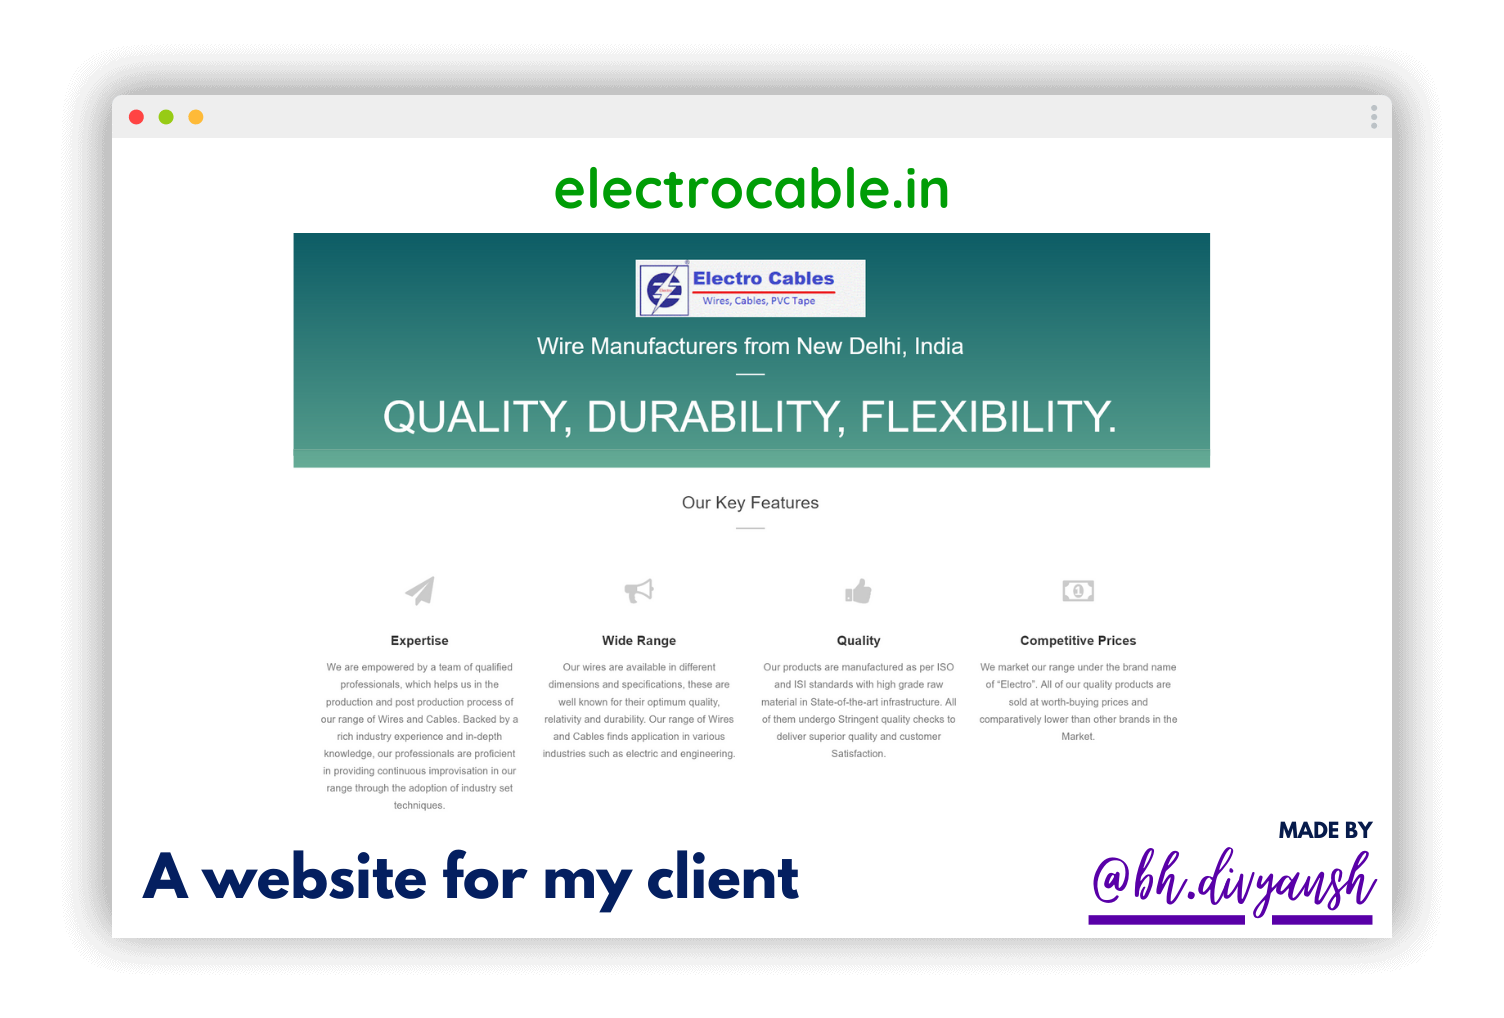 electrocable.in
Electro Cables
Wires, Cables, PVC Tape
Wire Manufacturers from New Delhi, India
QUALITY, DURABILITY, FLEXIBILITY.
Our Key Features
Expertise
We are empowered by a team of qualified
professionals, which helps us in the
production and post production process of
our range of Wires and Cables. Backed by a
rich industry experience and in-depth
knowledge, our professionals are proficient
in providing continuous improvisation in our
range through the adoption of industry set
techniques.
Wide Range
Our wires are available in different
dimensions and specifications, these are
well known for their optimum quality,
relativity and durability. Our range of Wires
and Cables finds application in various
industries such as electric and engineering.
Quality
Our products are manufactured as per ISO
and ISI standards with high grade raw
material in State-of-the-art infrastructure. All
of them undergo Stringent quality checks to
deliver superior quality and customer
Satisfaction.
Competitive Prices
We market our range under the brand name
of “Electro”. All of our quality products are
sold at worth-buying prices and
comparatively lower than other brands in the
Market.
A website for my client
MADE BY
@bh.divyansh